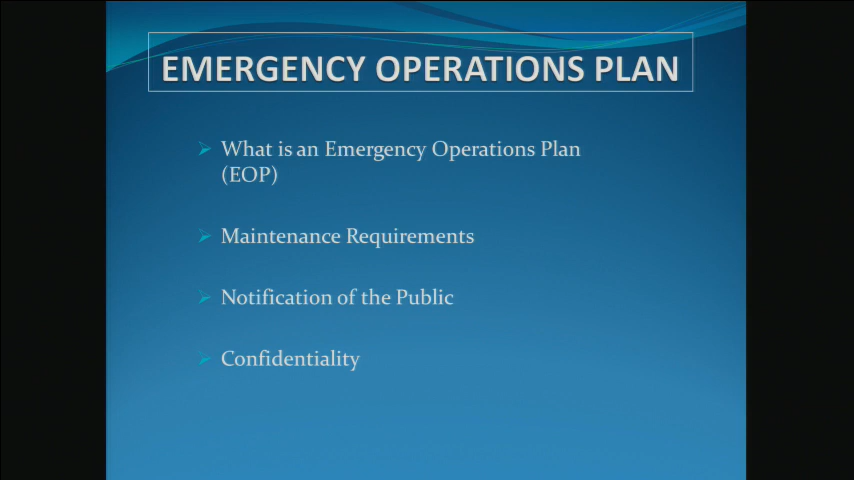 EMERGENCY OPERATIONS PLAN
What is an Emergency Operations Plan
(EOP)
Maintenance Requirements
Notification of the Public
Confidentiality